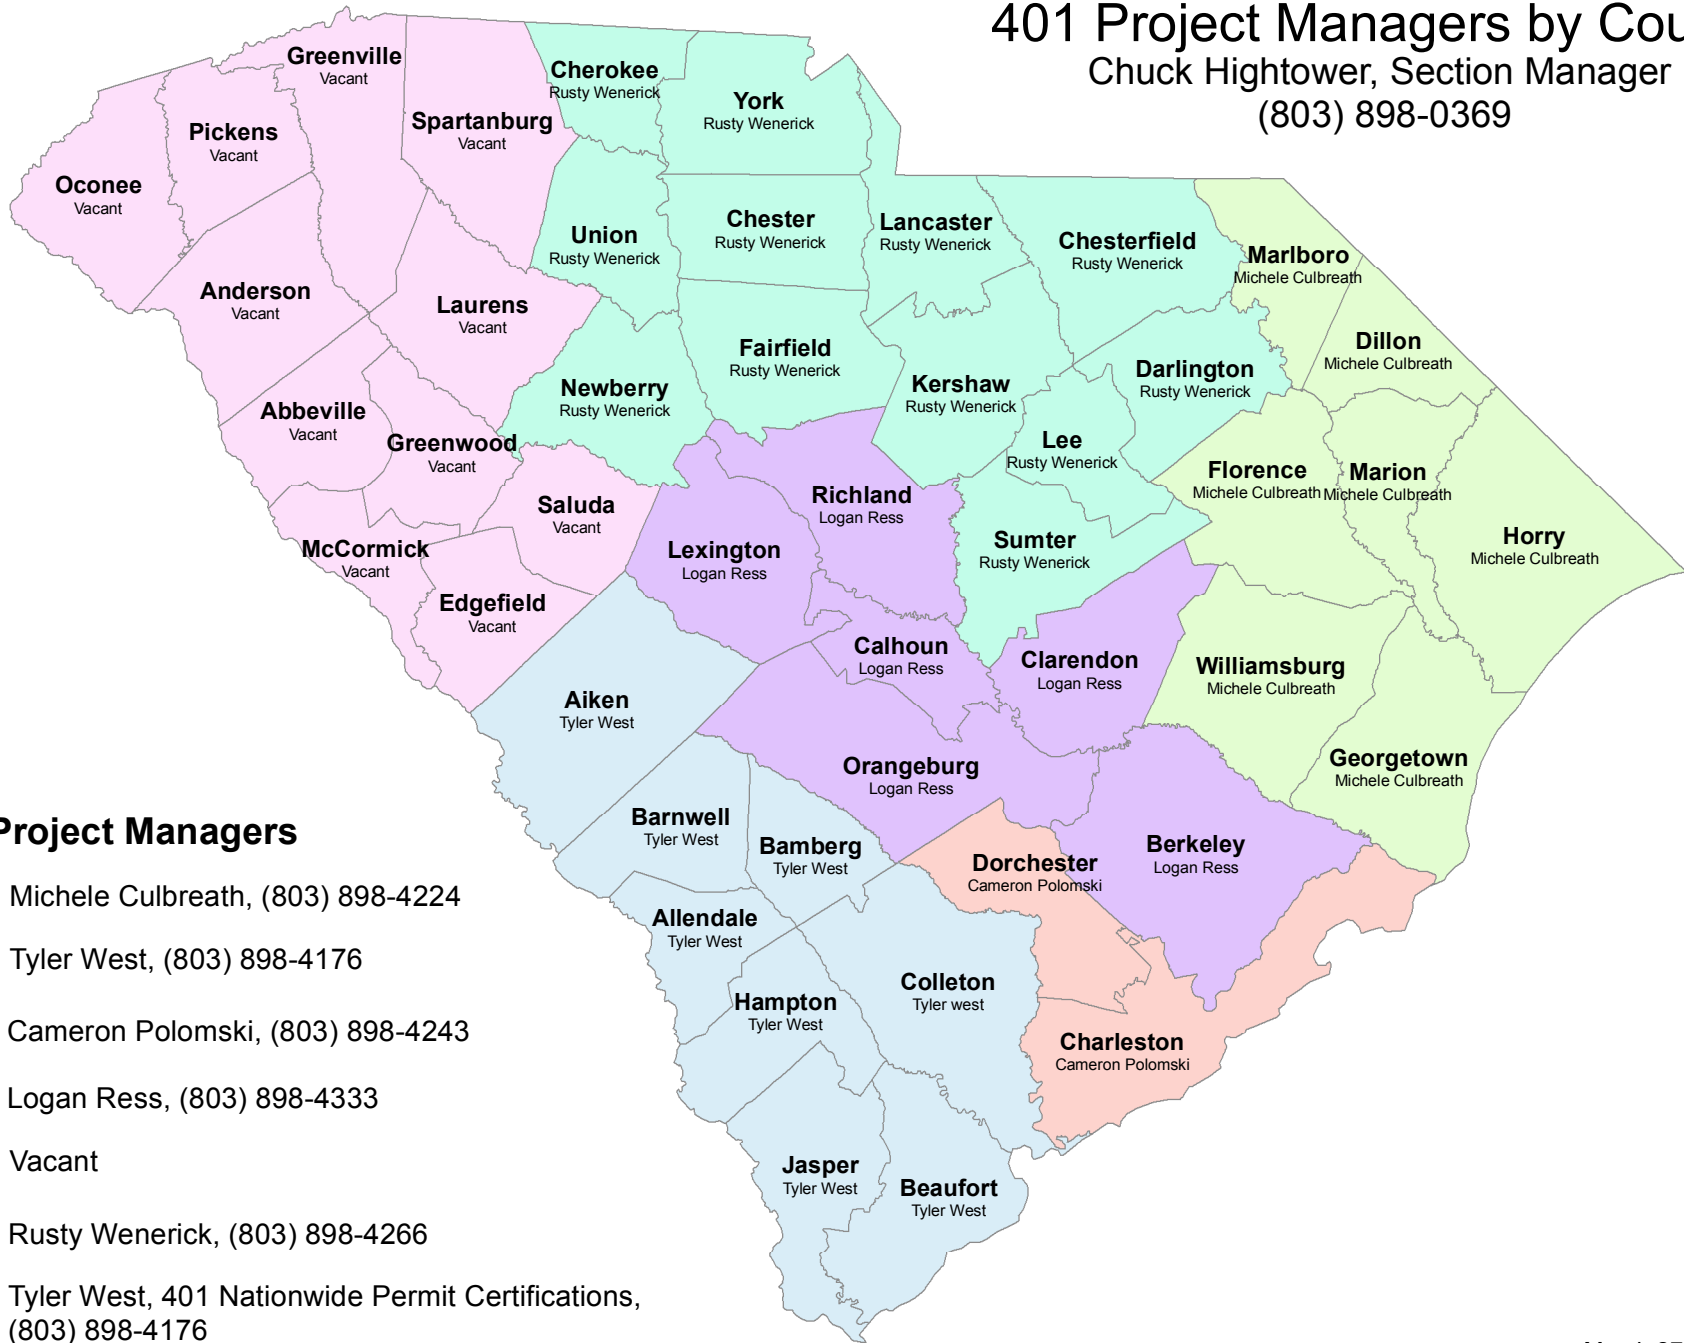 401 Project Managers by Cou
Chuck Hightower, Section Manager
(803) 898-0369
Greenville
Vacant
Cherokee
Rusty Wenerick
York
Rusty Wenerick
Pickens
Vacant
Spartanburg
Vacant
Oconee
Vacant
Union
Rusty Wenerick
Chester
Rusty Wenerick
Lancaster
Rusty Wenerick
Chesterfield
Rusty Wenerick
Marlboro
Michele Culbreath
Anderson
Vacant
Laurens
Vacant
Fairfield
Rusty Wenerick
Dillon
Michele Culbreath
Newberry
Rusty Wenerick
Kershaw
Rusty Wenerick
Darlington
Rusty Wenerick
Abbeville
Vacant
Greenwood
Vacant
Lee
Rusty Wenerick
Florence
Michele Culbreath
Marion
Michele Culbreath
Saluda
Vacant
Richland
Logan Ress
McCormick
Vacant
Lexington
Logan Ress
Sumter
Rusty Wenerick
Horry
Michele Culbreath
Edgefield
Vacant
Calhoun
Logan Ress
Clarendon
Logan Ress
Williamsburg
Michele Culbreath
Aiken
Tyler West
Orangeburg
Logan Ress
Georgetown
Michele Culbreath
Barnwell
Tyler West
Bamberg
Tyler West
Dorchester
Cameron Polomski
Berkeley
Logan Ress
Allendale
Tyler West
Hampton
Tyler West
Colleton
Tyler west
Charleston
Cameron Polomski
Jasper
Tyler West
Beaufort
Tyler West
Project Managers
Michele Culbreath, (803) 898-4224
Tyler West, (803) 898-4176
Cameron Polomski, (803) 898-4243
Logan Ress, (803) 898-4333
Vacant
Rusty Wenerick, (803) 898-4266
Tyler West, 401 Nationwide Permit Certifications,
(803) 898-4176